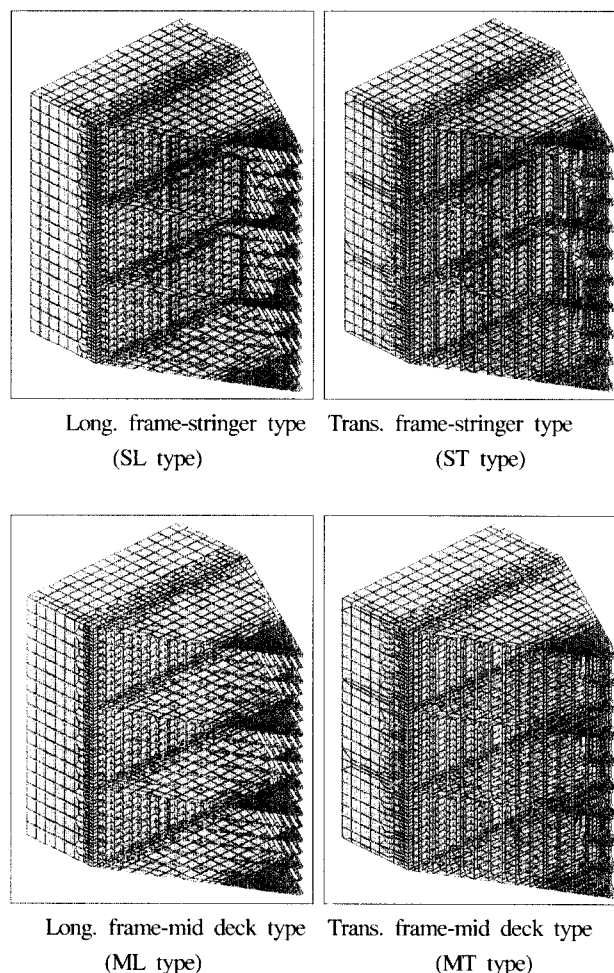 Long. frame-stringer type
(SL type)
Trans. frame-stringer type
(ST type)
Long. frame-mid deck type
(ML type)
Trans. frame-mid deck type
(MT type)